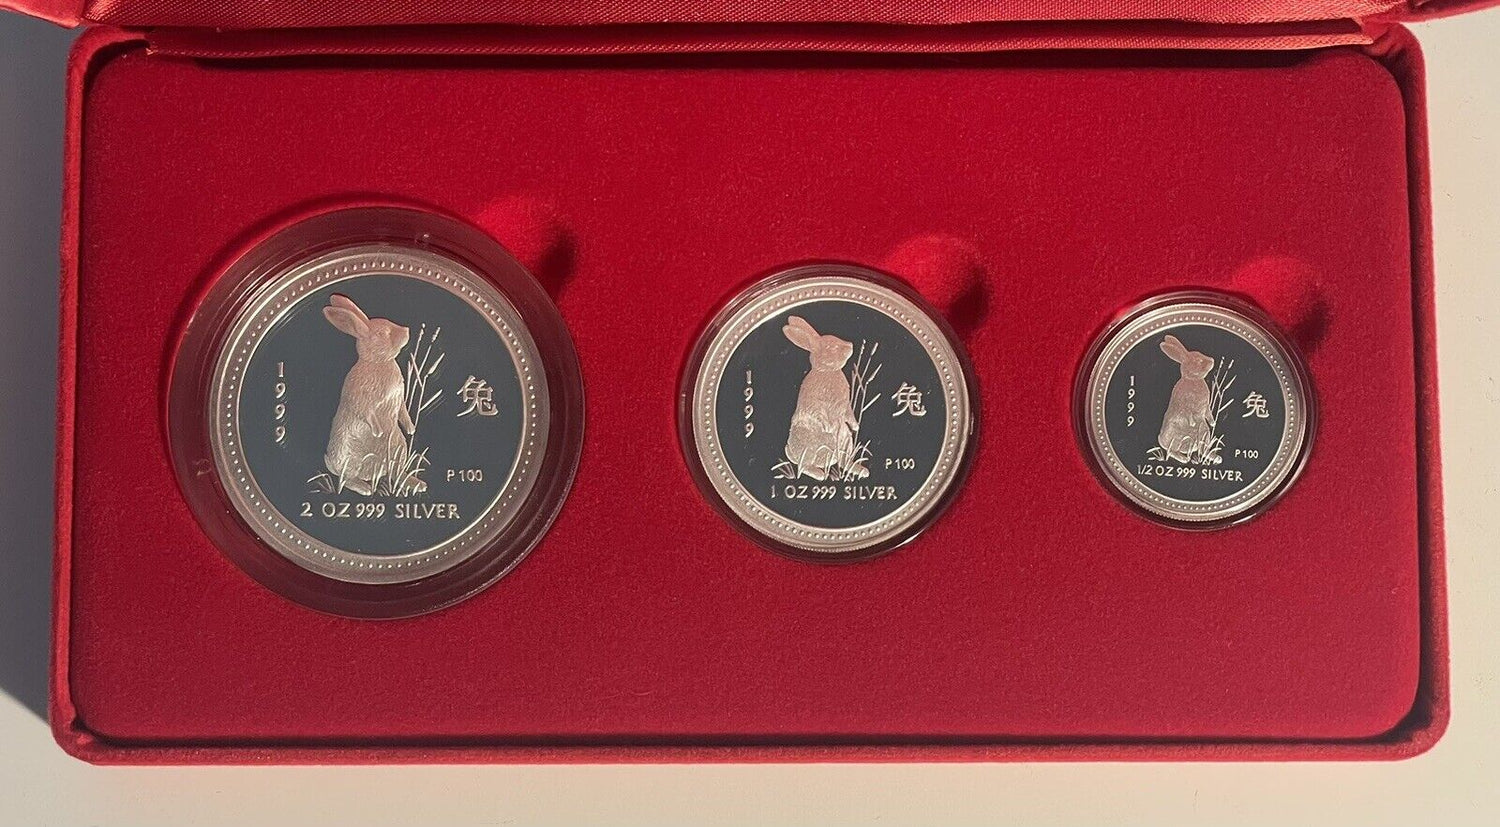 1999
兔
P100
2 OZ 999 SILVER
1999
兔
P100
1 OZ 999 SILVER
1999
兔
P100
1/2 OZ 999 SILVER